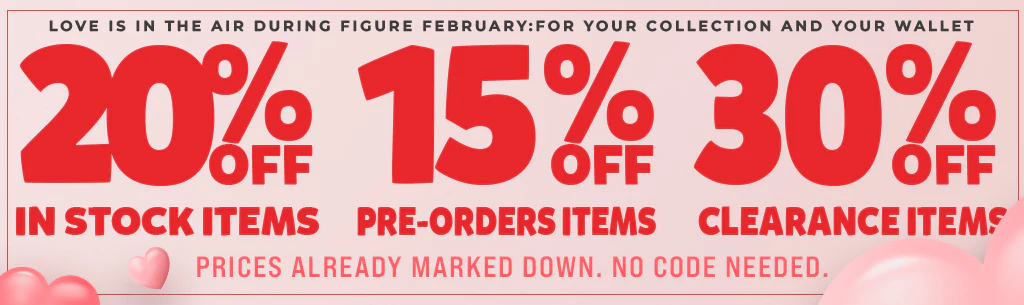 LOVE IS IN THE AIR DURING FIGURE FEBRUARY:FOR YOUR COLLECTION AND YOUR WALLET
20% OFF
IN STOCK ITEMS
15% OFF
PRE-ORDERS ITEMS
30% OFF
CLEARANCE ITEMS
PRICES ALREADY MARKED DOWN. NO CODE NEEDED.